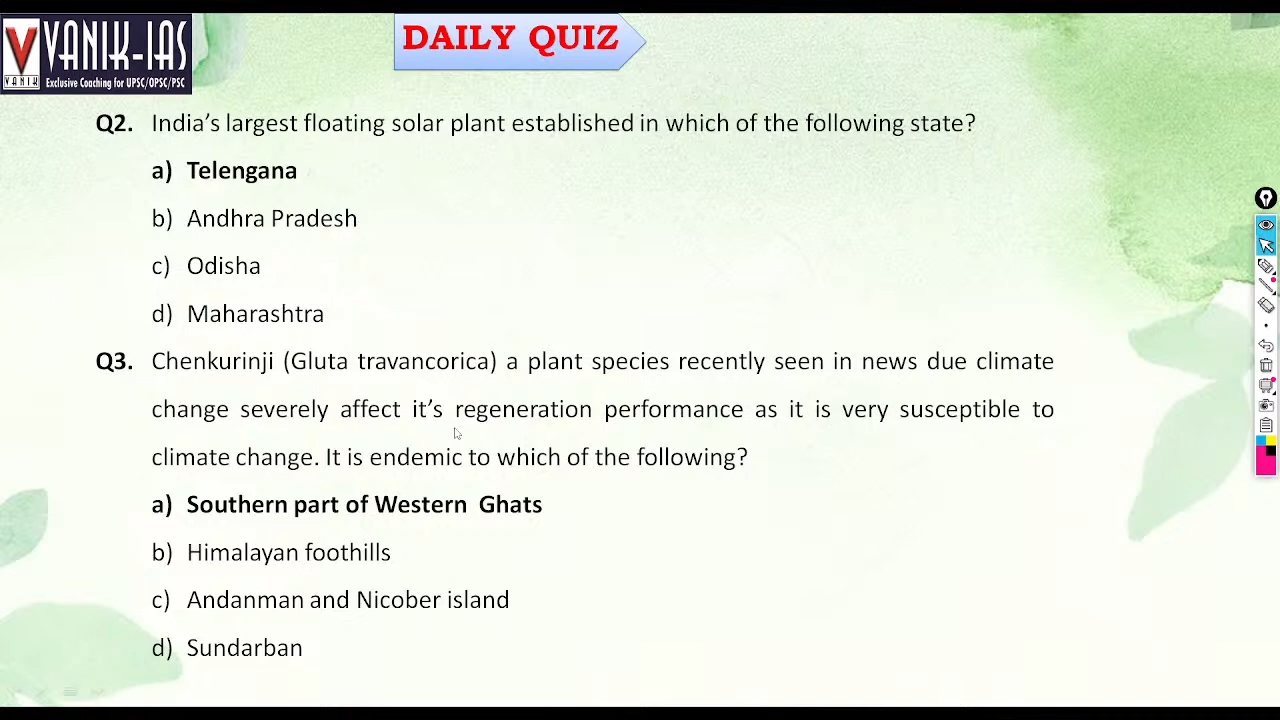 VANIK-IAS
VANIK
Exclusive Coaching for UPSC/OPSC/PSC
DAILY QUIZ
Q2. India's largest floating solar plant established in which of the following state?
a) Telengana
b) Andhra Pradesh
c) Odisha
d) Maharashtra
Q3. Chenkurinji (Gluta travancorica) a plant species recently seen in news due climate
change severely affect it's regeneration performance as it is very susceptible to
climate change. It is endemic to which of the following?
a) Southern part of Western Ghats
b) Himalayan foothills
c) Andanman and Nicober island
d) Sundarban